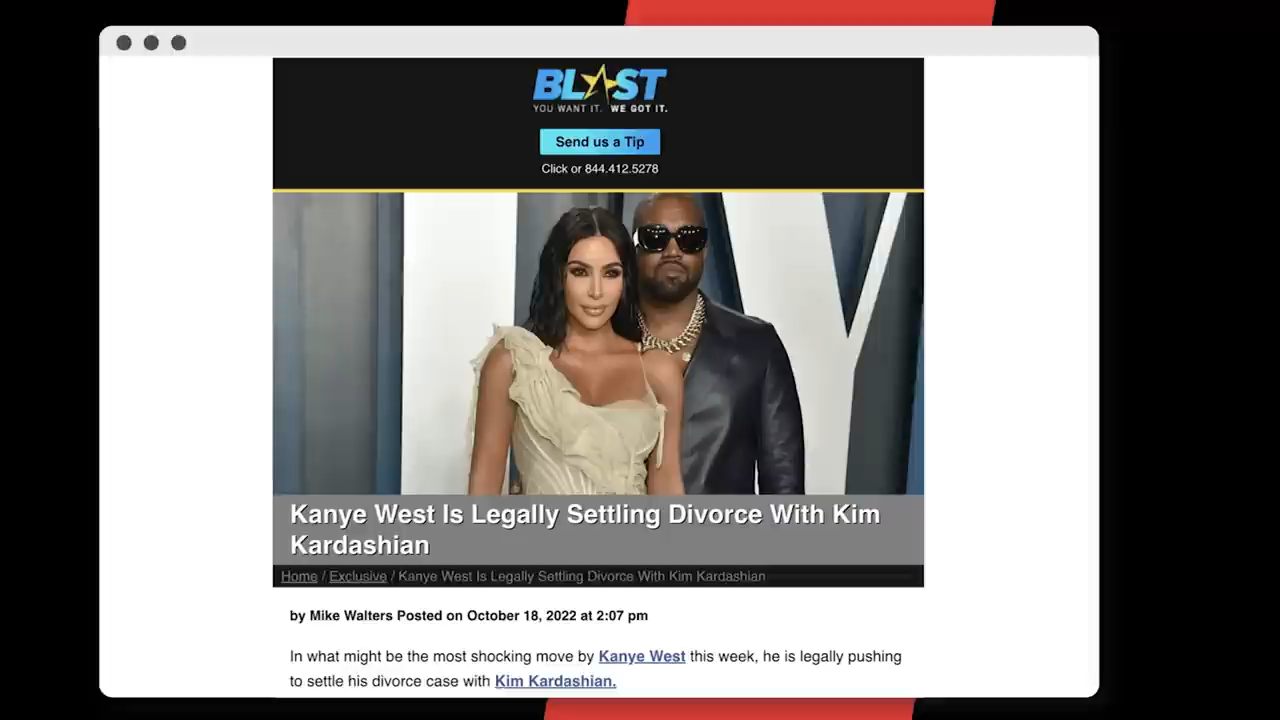 BLAST
YOU WANT IT. WE GOT IT.
Send us a Tip
Click or 844.412.5278
Kanye West Is Legally Settling Divorce With Kim
Kardashian
Home / Exclusive / Kanye West Is Legally Settling Divorce With Kim Kardashian
by Mike Walters Posted on October 18, 2022 at 2:07 pm
In what might be the most shocking move by Kanye West this week, he is legally pushing
to settle his divorce case with Kim Kardashian.